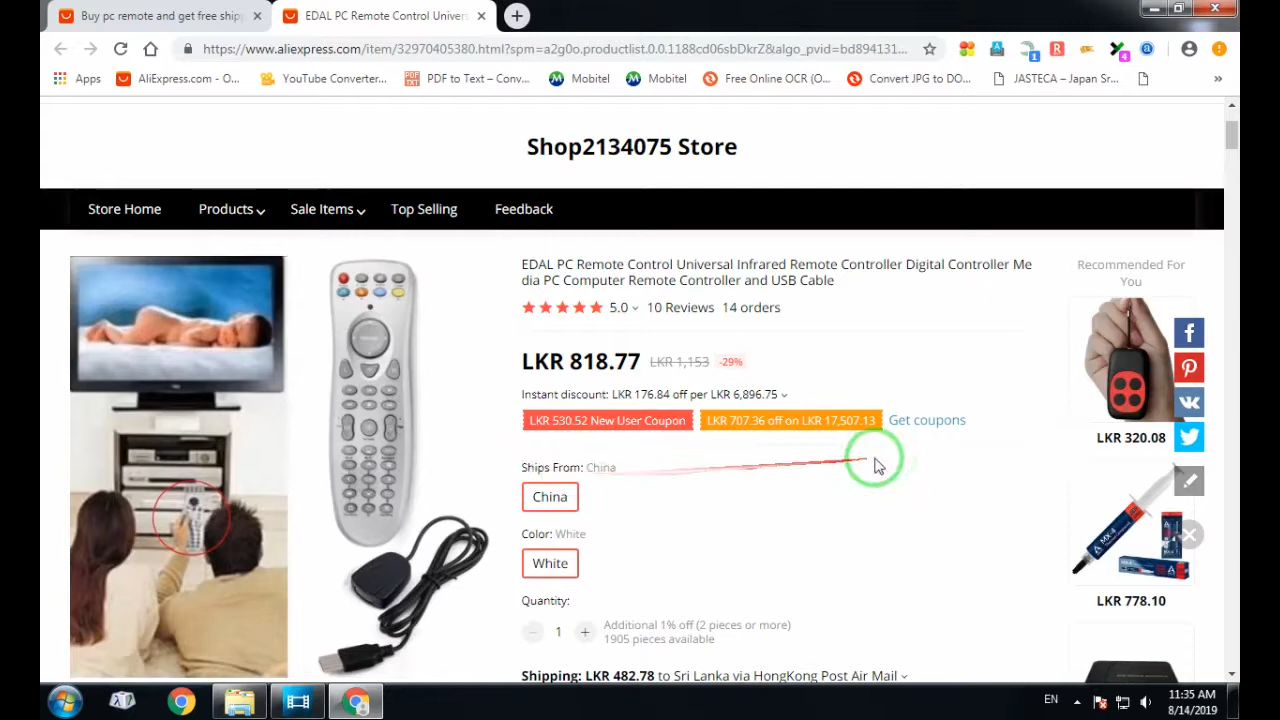 Buy pc remote and get free ship
EDAL PC Remote Control Univers
https://www.aliexpress.com/item/32970405380.html?spm=a2g0o.productlist.0.0.1188cd06sbDkrZ&algo_pvid=bd894131...
1
R
4
a
Apps
AliExpress.com - O...
YouTube Converter...
PDF to Text – Conv...
Mobitel
Mobitel
Free Online OCR (O...
Convert JPG to DO...
JASTECA – Japan Sr...
»
Shop2134075 Store
Store Home
Products
Sale Items
Top Selling
Feedback
EDAL PC Remote Control Universal Infrared Remote Controller Digital Controller Me
dia PC Computer Remote Controller and USB Cable
5.0
10 Reviews
14 orders
LKR 818.77
LKR 1,153
-29%
Instant discount: LKR 176.84 off per LKR 6,896.75
LKR 530.52 New User Coupon
LKR 707.36 off on LKR 17,507.13
Get coupons
Ships From: China
China
Color: White
White
Quantity:
1
Additional 1% off (2 pieces or more)
1905 pieces available
Shipping: LKR 482.78 to Sri Lanka via HongKong Post Air Mail
Recommended For
You
LKR 320.08
MX-4
LKR 778.10
EN
11:35 AM
8/14/2019